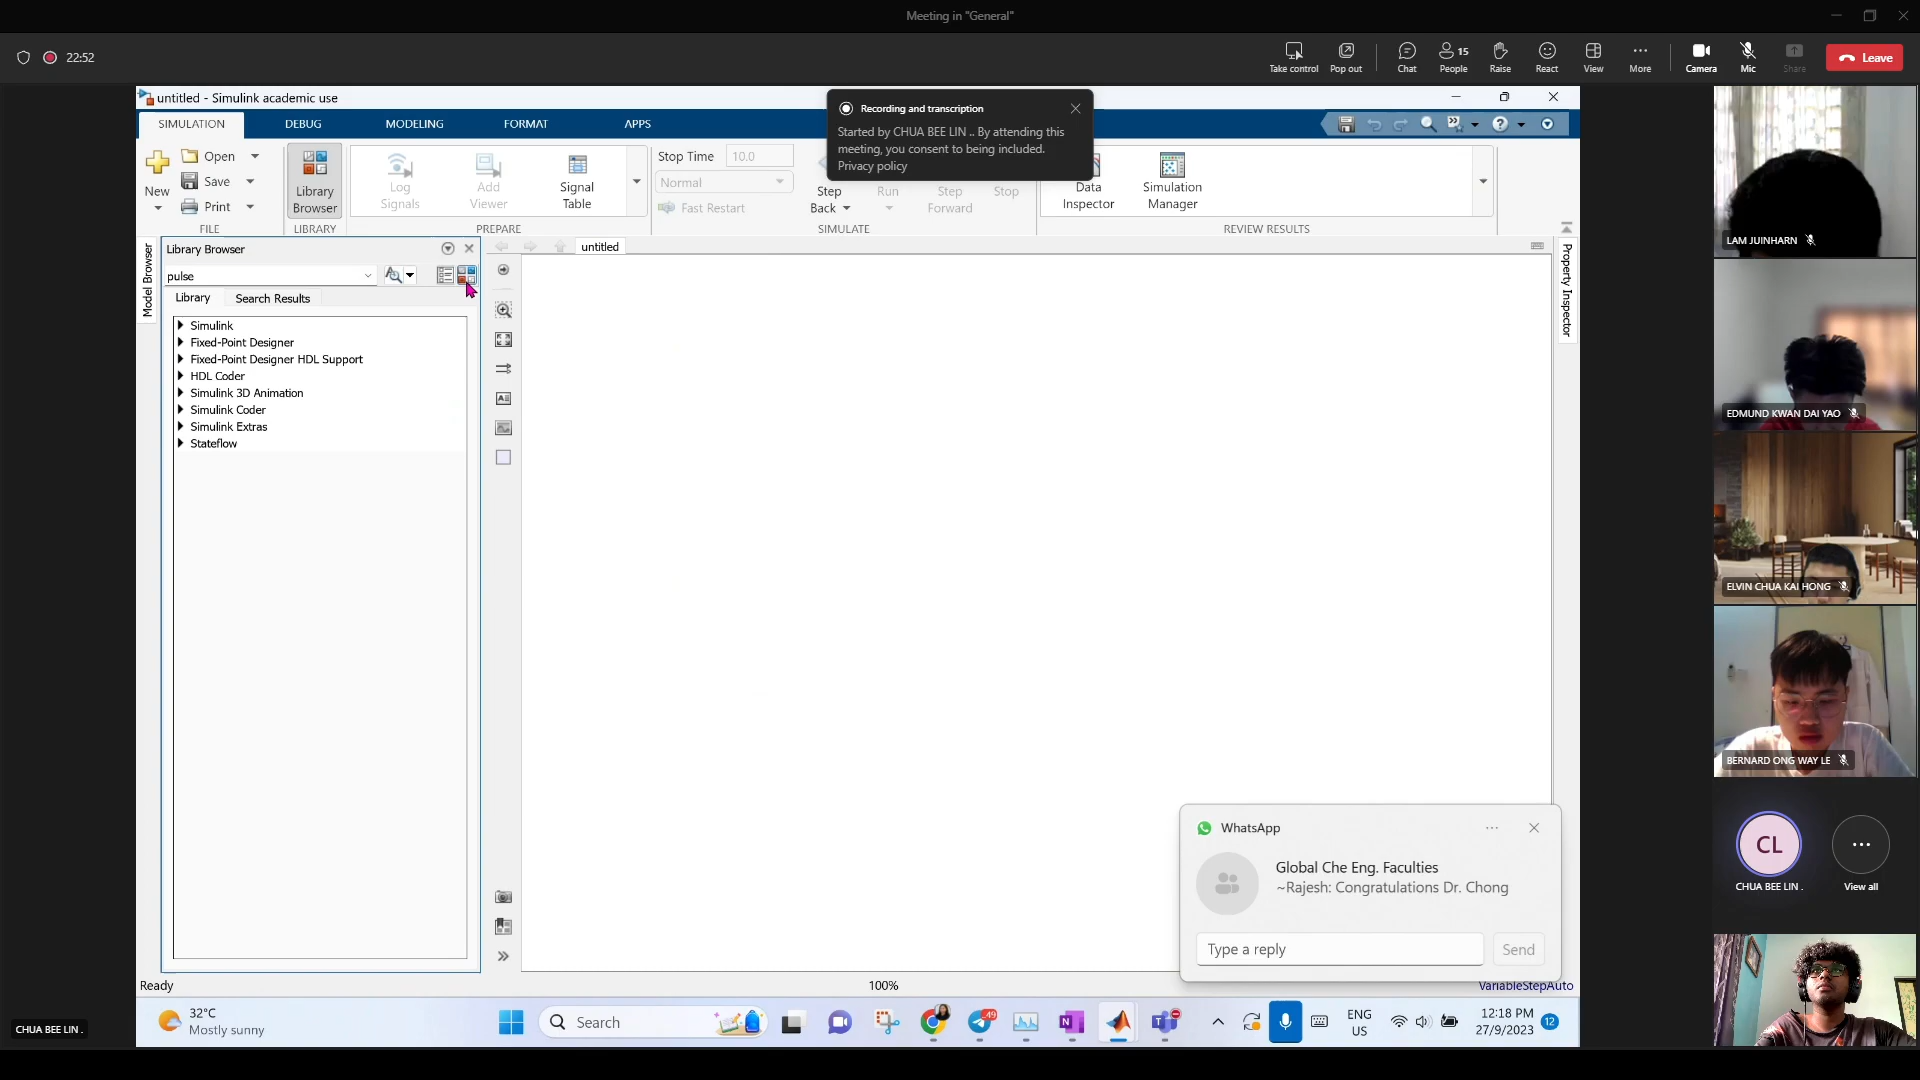 Meeting in "General"
22:52
Take control
Pop out
Chat
15
People
Raise
React
View
More
Camera
Mic
Share
Leave
untitled - Simulink academic use
SIMULATION
DEBUG
MODELING
FORMAT
APPS
Recording and transcription
Started by CHUA BEE LIN .. By attending this
meeting, you consent to being included.
Privacy policy
New
Open
Save
Print
FILE
Library
Browser
LIBRARY
Log
Signals
Add
Viewer
Signal
Table
PREPARE
Stop Time 10.0
Normal
Fast Restart
Step
Back
Run
Step
Forward
Stop
SIMULATE
Data
Inspector
Simulation
Manager
REVIEW RESULTS
Model Browser
Library Browser
pulse
Library
Search Results
Simulink
Fixed-Point Designer
Fixed-Point Designer HDL Support
HDL Coder
Simulink 3D Animation
Simulink Coder
Simulink Extras
Stateflow
untitled
Property Inspector
WhatsApp
Global Che Eng. Faculties
~Rajesh: Congratulations Dr. Chong
Type a reply
Send
Ready
100%
VariableStepAuto
32°C
Mostly sunny
Search
49
ENG
US
12:18 PM
27/9/2023
12
CHUA BEE LIN .
LAM JUINHARN
EDMUND KWAN DAI YAO
ELVIN CHUA KAI HONG
BERNARD ONG WAY LE
CL
CHUA BEE LIN .
View all